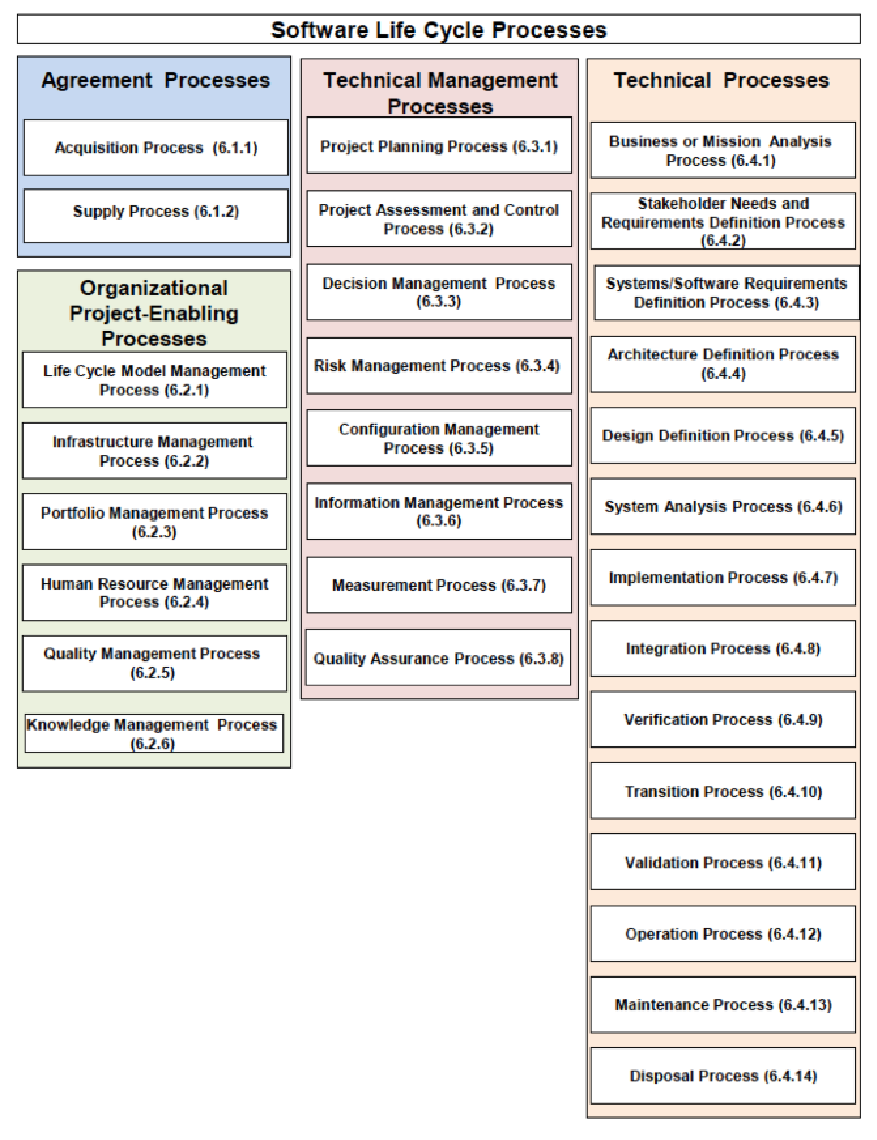 Software Life Cycle Processes
Agreement Processes
Acquisition Process (6.1.1)
Supply Process (6.1.2)
Organizational
Project-Enabling
Processes
Life Cycle Model Management
Process (6.2.1)
Infrastructure Management
Process (6.2.2)
Portfolio Management Process
(6.2.3)
Human Resource Management
Process (6.2.4)
Quality Management Process
(6.2.5)
Knowledge Management Process
(6.2.6)
Technical Management
Processes
Project Planning Process (6.3.1)
Project Assessment and Control
Process (6.3.2)
Decision Management Process
(6.3.3)
Risk Management Process (6.3.4)
Configuration Management
Process (6.3.5)
Information Management Process
(6.3.6)
Measurement Process (6.3.7)
Quality Assurance Process (6.3.8)
Technical Processes
Business or Mission Analysis
Process (6.4.1)
Stakeholder Needs and
Requirements Definition Process
(6.4.2)
Systems/Software Requirements
Definition Process (6.4.3)
Architecture Definition Process
(6.4.4)
Design Definition Process (6.4.5)
System Analysis Process (6.4.6)
Implementation Process (6.4.7)
Integration Process (6.4.8)
Verification Process (6.4.9)
Transition Process (6.4.10)
Validation Process (6.4.11)
Operation Process (6.4.12)
Maintenance Process (6.4.13)
Disposal Process (6.4.14)